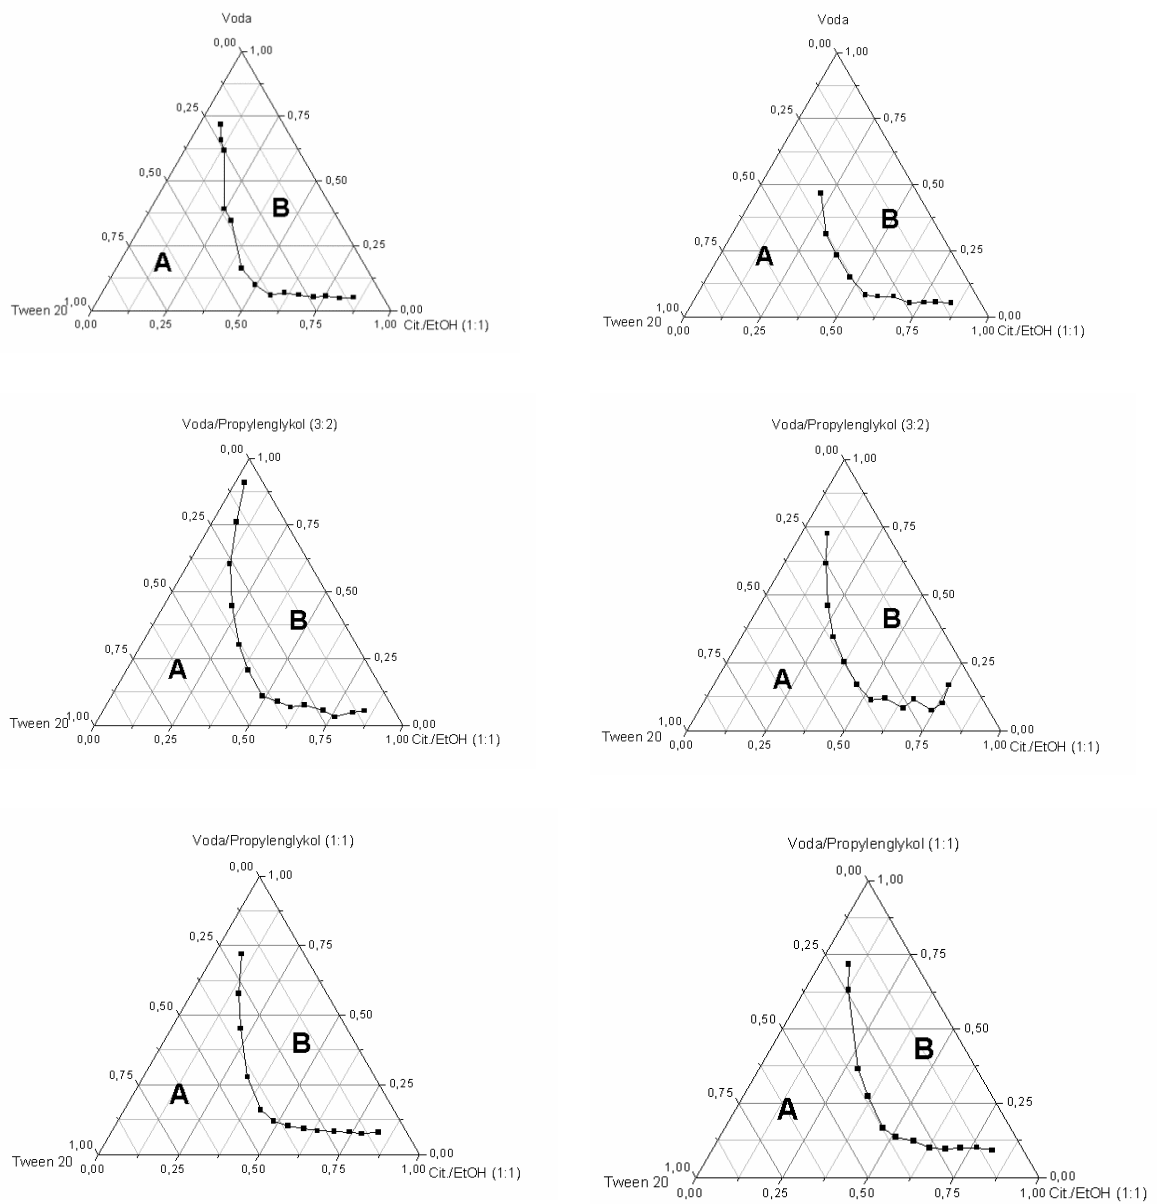 Voda
0,00 1,00
0,25 0,75
0,50 0,50
B
0,75 0,25
A
Tween 20 1,00 0,00
0,00 0,25 0,50 0,75 1,00 Cit./EtOH (1:1)
Voda
0,00 1,00
0,25 0,75
0,50 0,50
B
0,75 0,25
A
Tween 20 1,00 0,00
0,00 0,25 0,50 0,75 1,00 Cit./EtOH (1:1)
Voda/Propylenglykol (3:2)
0,00 1,00
0,25 0,75
0,50 0,50
B
0,75 0,25
A
Tween 20 1,00 0,00
0,00 0,25 0,50 0,75 1,00 Cit./EtOH (1:1)
Voda/Propylenglykol (3:2)
0,00 1,00
0,25 0,75
0,50 0,50
B
0,75 0,25
A
Tween 20 1,00 0,00
0,00 0,25 0,50 0,75 1,00 Cit./EtOH (1:1)
Voda/Propylenglykol (1:1)
0,00 1,00
0,25 0,75
0,50 0,50
B
0,75 0,25
A
Tween 20 1,00 0,00
0,00 0,25 0,50 0,75 1,00 Cit./EtOH (1:1)
Voda/Propylenglykol (1:1)
0,00 1,00
0,25 0,75
0,50 0,50
B
0,75 0,25
A
Tween 20 1,00 0,00
0,00 0,25 0,50 0,75 1,00 Cit./EtOH (1:1)